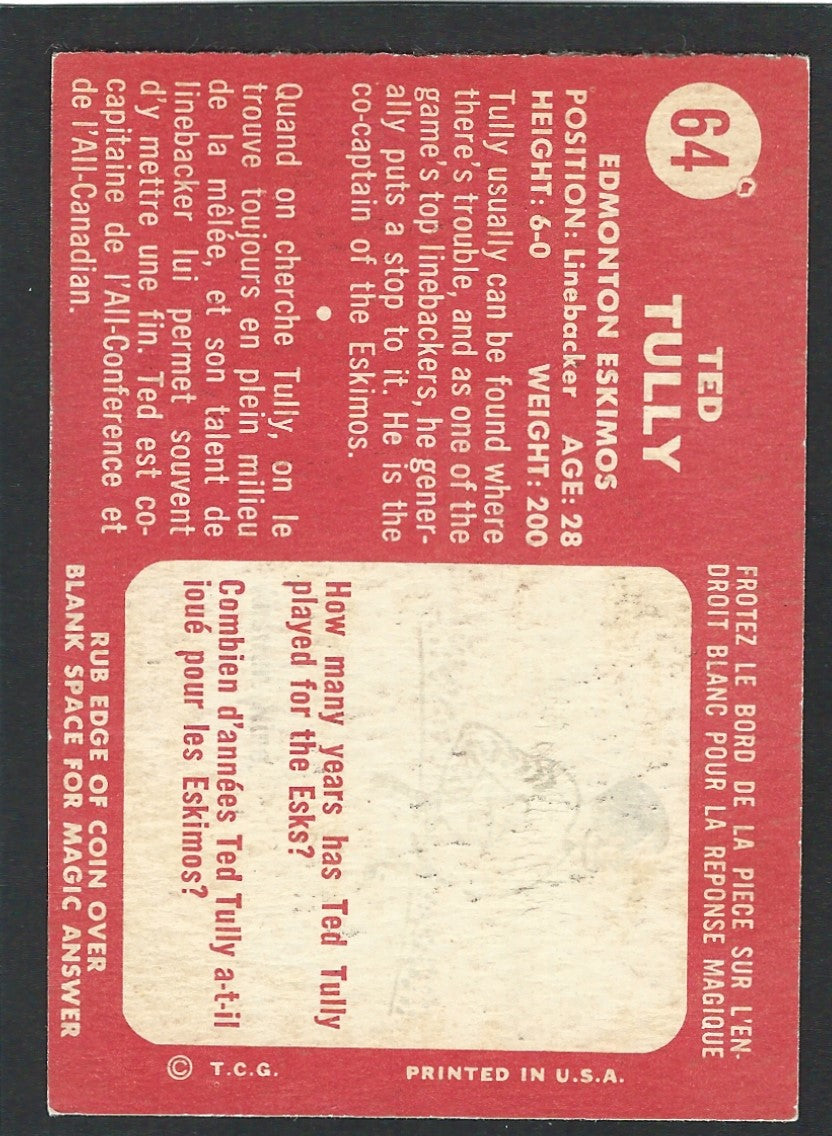 64
TED
TULLY
EDMONTON ESKIMOS
POSITION: Linebacker AGE: 28
HEIGHT: 6-0 WEIGHT: 200
Tully usually can be found where
there's trouble, and as one of the
game's top linebackers, he gener-
ally puts a stop to it. He is the
co-captain of the Eskimos.
Quand on cherche Tully, on le
trouve toujours en plein milieu
de la mêlée, et son talent de
linebacker lui permet souvent
d'y mettre une fin. Ted est co-
capitaine de l'All-Conference et
de l'All-Canadian.
FROTEZ LE BORD DE LA PIECE SUR L'EN-
DROIT BLANC POUR LA REPONSE MAGIQUE
How many years has Ted Tully
played for the Esks?
Combien d'années Ted Tully a-t-il
ioué pour les Eskimos?
RUB EDGE OF COIN OVER
BLANK SPACE FOR MAGIC ANSWER
© T.C.G. PRINTED IN U.S.A.